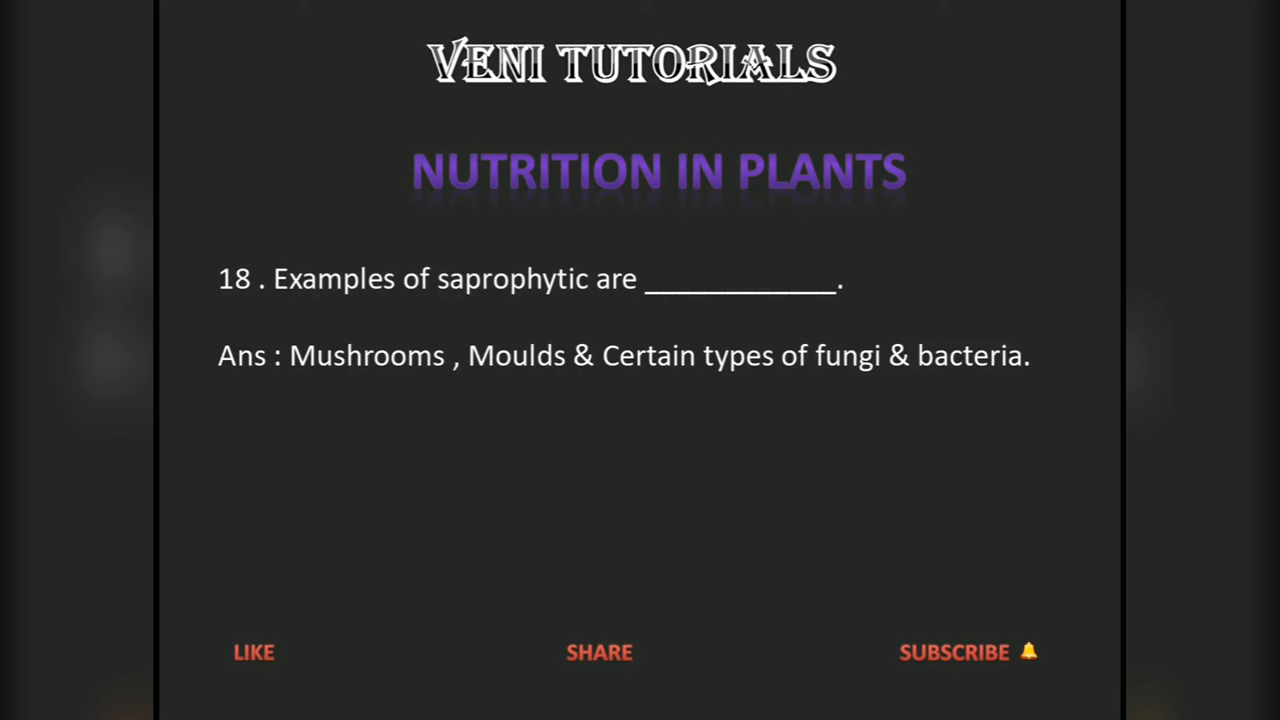 VENI TUTORIALS
NUTRITION IN PLANTS
18 . Examples of saprophytic are ____________.
Ans : Mushrooms , Moulds & Certain types of fungi & bacteria.
LIKE SHARE SUBSCRIBE 🔔